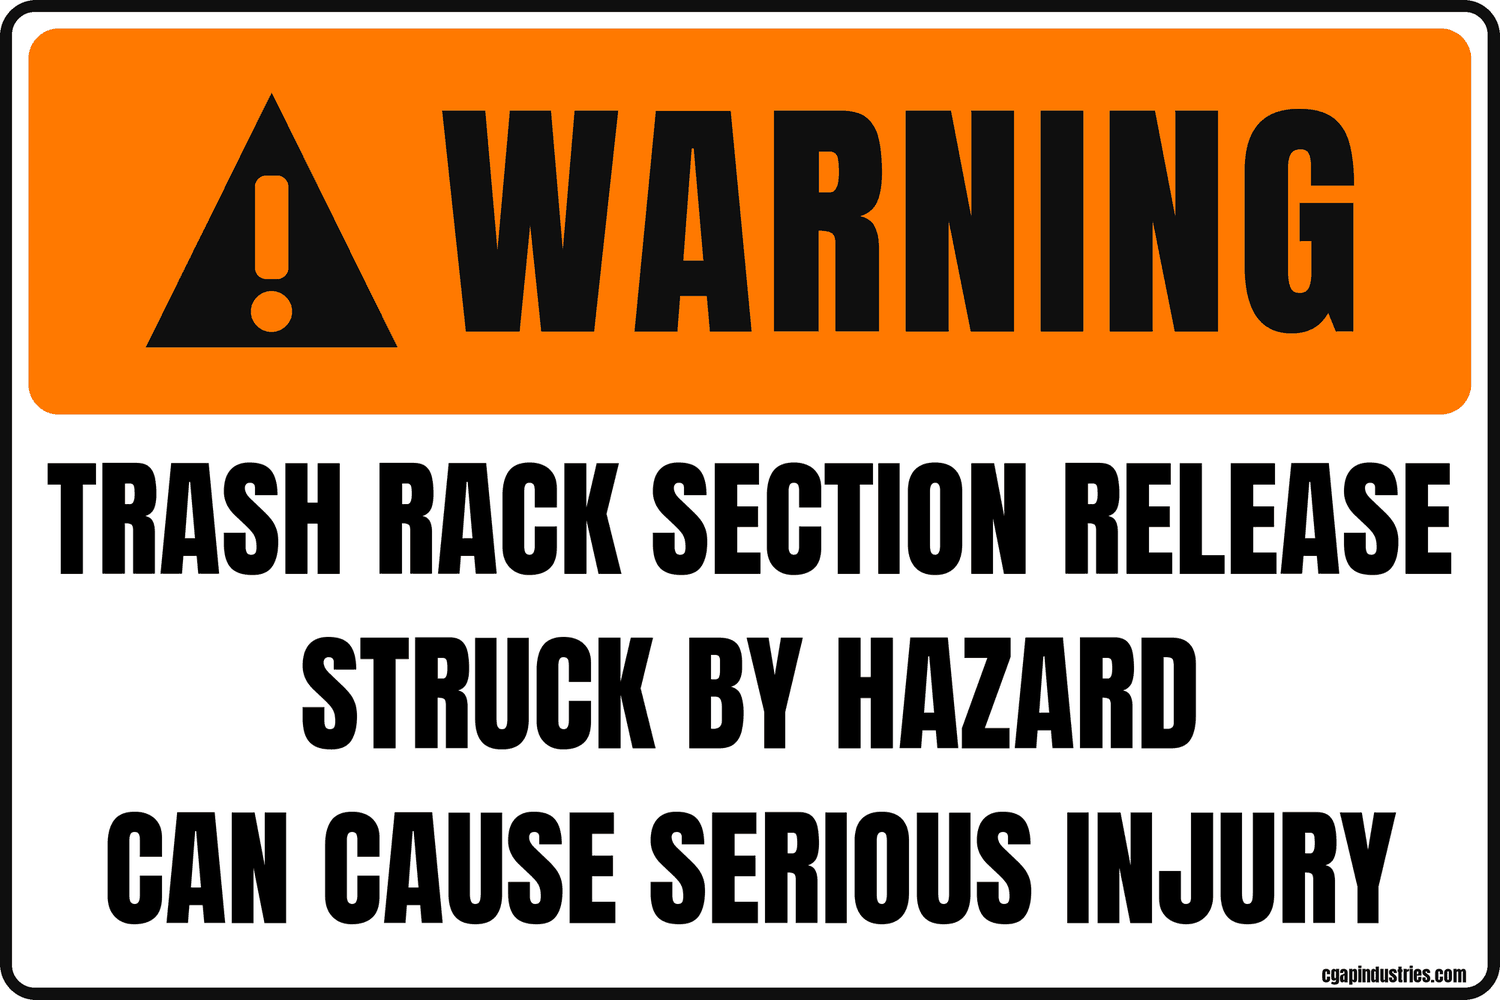 WARNING
TRASH RACK SECTION RELEASE
STRUCK BY HAZARD
CAN CAUSE SERIOUS INJURY
cgapindustries.com